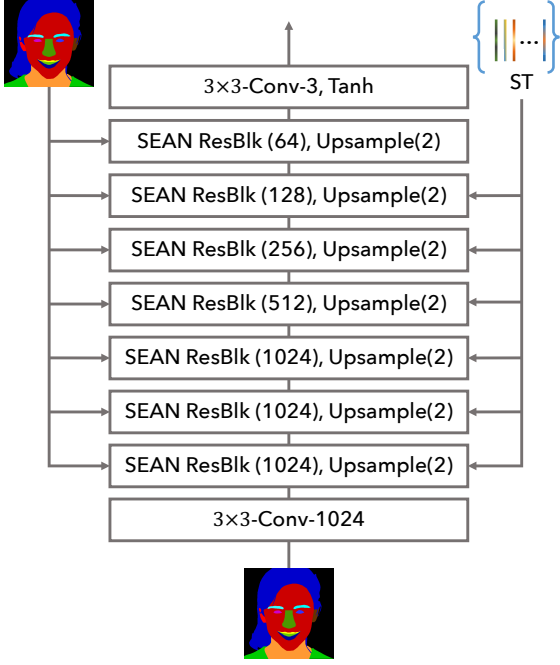 ...
ST
3×3-Conv-3, Tanh
SEAN ResBlk (64), Upsample(2)
SEAN ResBlk (128), Upsample(2)
SEAN ResBlk (256), Upsample(2)
SEAN ResBlk (512), Upsample(2)
SEAN ResBlk (1024), Upsample(2)
SEAN ResBlk (1024), Upsample(2)
SEAN ResBlk (1024), Upsample(2)
3×3-Conv-1024